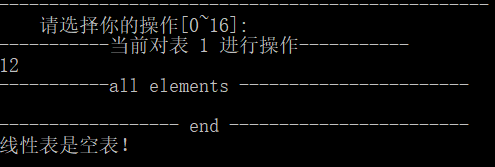 ------------------------------------------------
请选择你的操作[0~16]:
-----------当前对表 1 进行操作-----------
12
-----------all elements -----------------------

------------------ end ------------------------
线性表是空表!